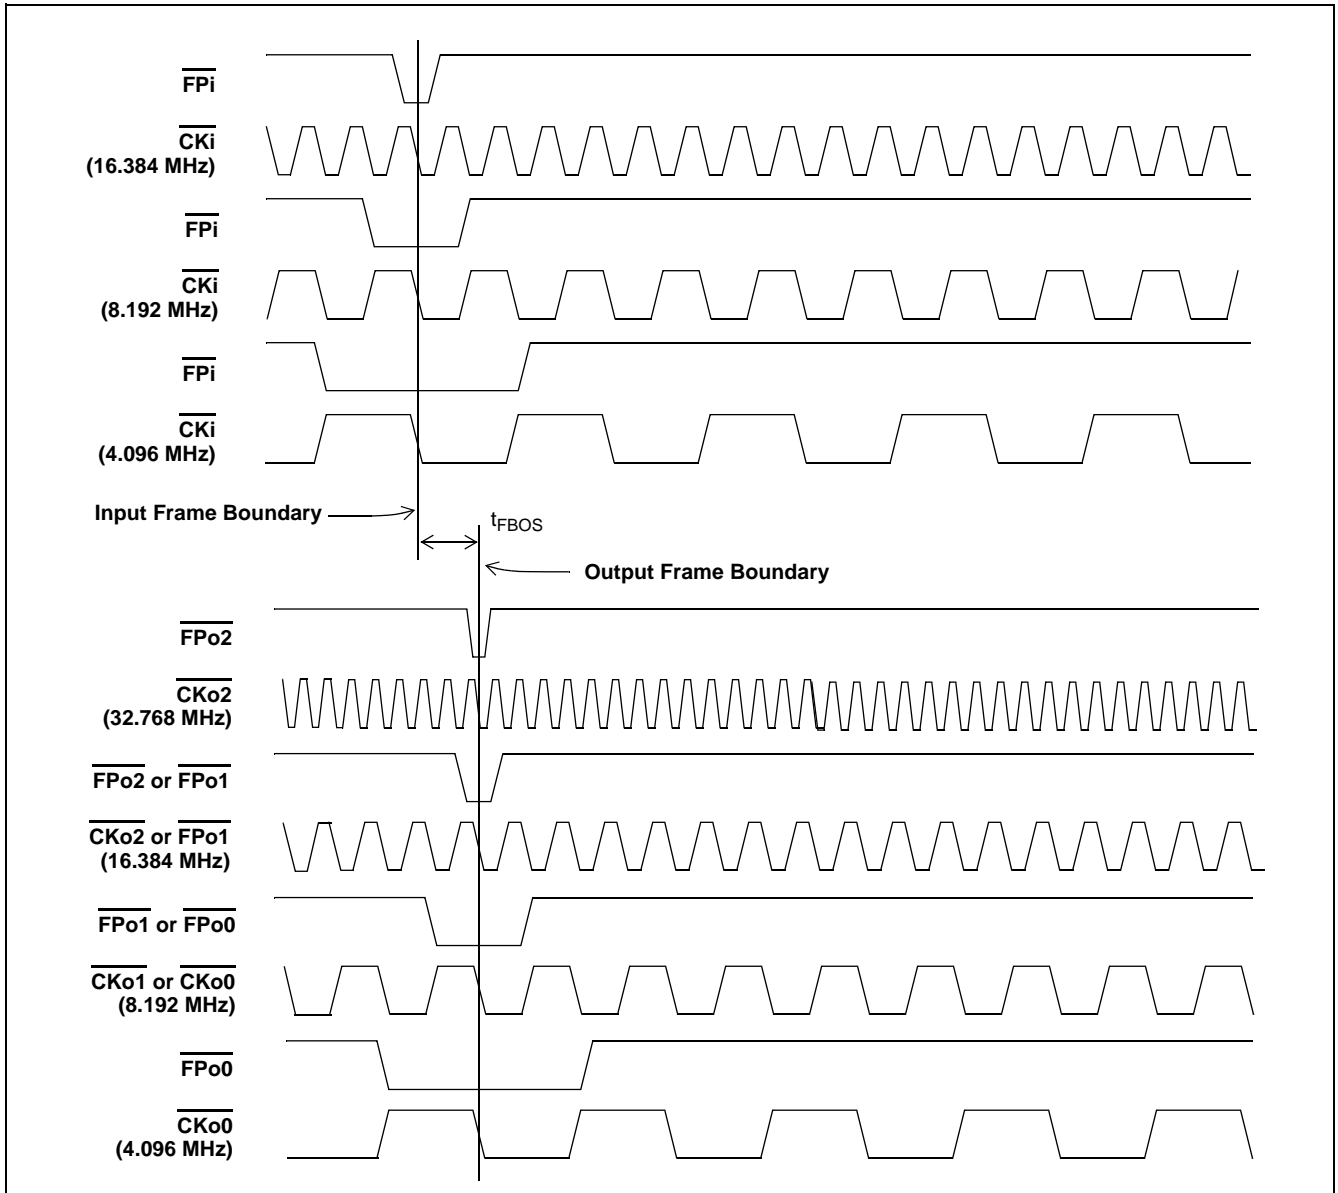 FPi
CKi
(16.384 MHz)
FPi
CKi
(8.192 MHz)
FPi
CKi
(4.096 MHz)
Input Frame Boundary
tFBOS
Output Frame Boundary
FPo2
CKo2
(32.768 MHz)
FPo2 or FPo1
CKo2 or FPo1
(16.384 MHz)
FPo1 or FPo0
CKo1 or CKo0
(8.192 MHz)
FPo0
CKo0
(4.096 MHz)